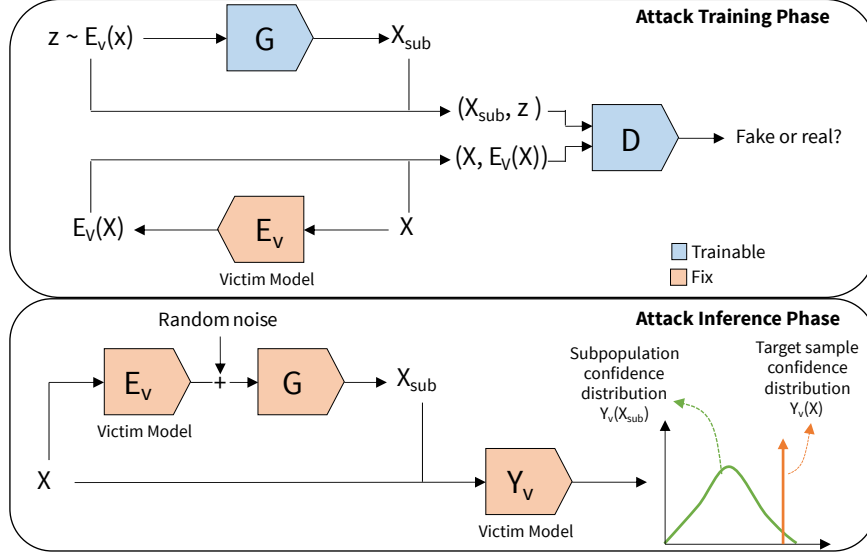 Attack Training Phase
z ~ E_v(x)
G
X_sub
(X_sub, z )
(X, E_v(X))
D
Fake or real?
E_V(X)
E_v
X
Victim Model
Trainable
Fix
Attack Inference Phase
Random noise
E_v
+
G
X_sub
Victim Model
X
Y_v
Victim Model
Subpopulation
confidence
distribution
Y_v(X_sub)
Target sample
confidence
distribution
Y_v(X)